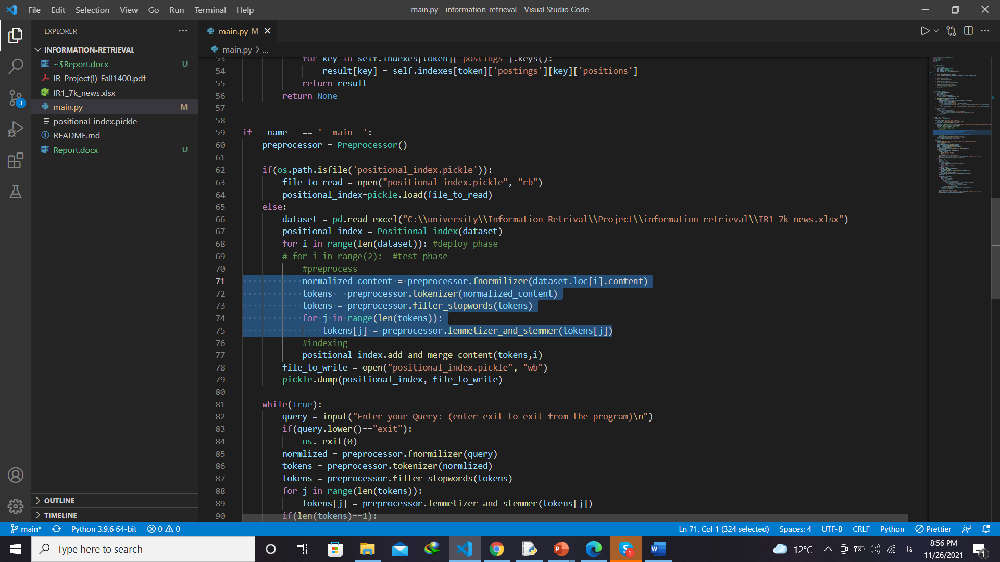 File Edit Selection View Go Run Terminal Help
main.py - information-retrieval - Visual Studio Code
EXPLORER
INFORMATION-RETRIEVAL
~$Report.docx U
IR-Project(I)-Fall1400.pdf
IR1_7k_news.xlsx
main.py M
positional_index.pickle
README.md
Report.docx U
3
OUTLINE
TIMELINE
main.py M
main.py > ...
53 for key in self.indexes[token]['postings'].keys():
54 result[key] = self.indexes[token]['postings'][key]['positions']
55 return result
56 return None
57
58
59 if __name__ == '__main__':
60 preprocessor = Preprocessor()
61
62 if(os.path.isfile('positional_index.pickle')):
63 file_to_read = open("positional_index.pickle", "rb")
64 positional_index=pickle.load(file_to_read)
65 else:
66 dataset = pd.read_excel("C:\\university\\Information Retrival\\Project\\information-retrieval\\IR1_7k_news.xlsx")
67 positional_index = Positional_index(dataset)
68 for i in range(len(dataset)): #deploy phase
69 # for i in range(2):  #test phase
70 #preprocess
71 normalized_content = preprocessor.fnormilizer(dataset.loc[i].content)
72 tokens = preprocessor.tokenizer(normalized_content)
73 tokens = preprocessor.filter_stopwords(tokens)
74 for j in range(len(tokens)):
75 tokens[j] = preprocessor.lemmetizer_and_stemmer(tokens[j])
76 #indexing
77 positional_index.add_and_merge_content(tokens,i)
78 file_to_write = open("positional_index.pickle", "wb")
79 pickle.dump(positional_index, file_to_write)
80
81 while(True):
82 query = input("Enter your Query: (enter exit to exit from the program)\n")
83 if(query.lower()=="exit"):
84 os._exit(0)
85 normlized = preprocessor.fnormilizer(query)
86 tokens = preprocessor.tokenizer(normlized)
87 tokens = preprocessor.filter_stopwords(tokens)
88 for j in range(len(tokens)):
89 tokens[j] = preprocessor.lemmetizer_and_stemmer(tokens[j])
90 if(len(tokens)==1):
main* Python 3.9.6 64-bit 0 0 Ln 71, Col 1 (324 selected) Spaces: 4 UTF-8 CRLF Python Prettier
Type here to search
1
12°C
فا
8:56 PM
11/26/2021
1